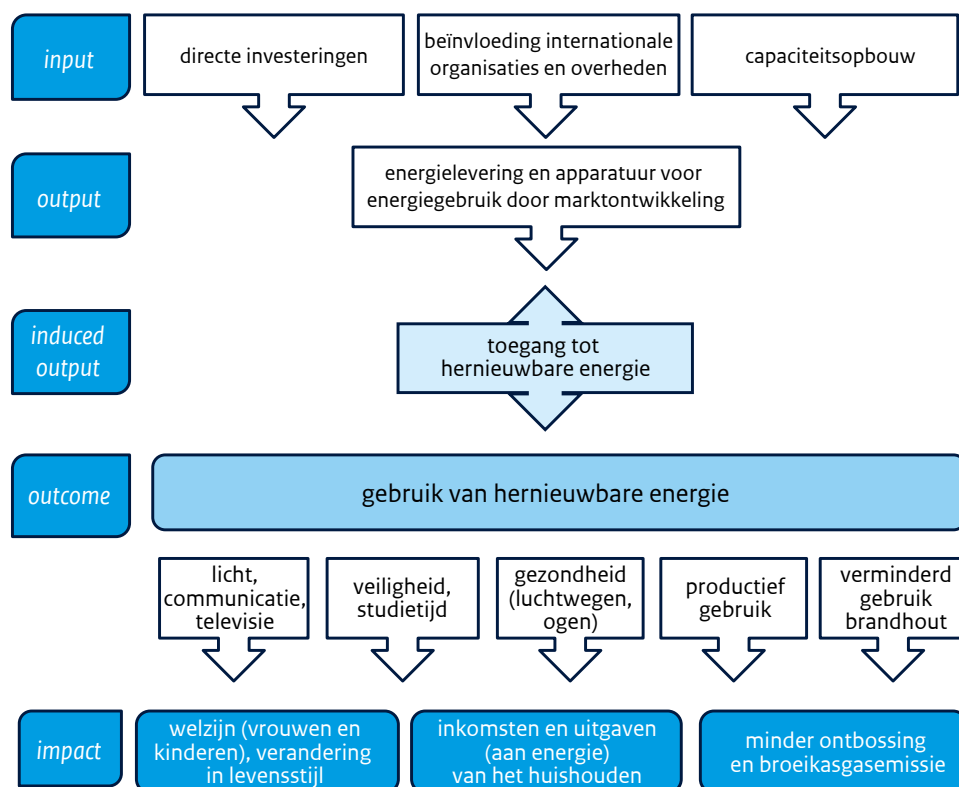 input
directe investeringen
beïnvloeding internationale
organisaties en overheden
capaciteitsopbouw
output
energielevering en apparatuur voor
energiegebruik door marktontwikkeling
induced
output
toegang tot
hernieuwbare energie
outcome
gebruik van hernieuwbare energie
licht,
communicatie,
televisie
veiligheid,
studietijd
gezondheid
(luchtwegen,
ogen)
productief
gebruik
verminderd
gebruik
brandhout
impact
welzijn (vrouwen en
kinderen), verandering
in levensstijl
inkomsten en uitgaven
(aan energie)
van het huishouden
minder ontbossing
en broeikasgasemissie